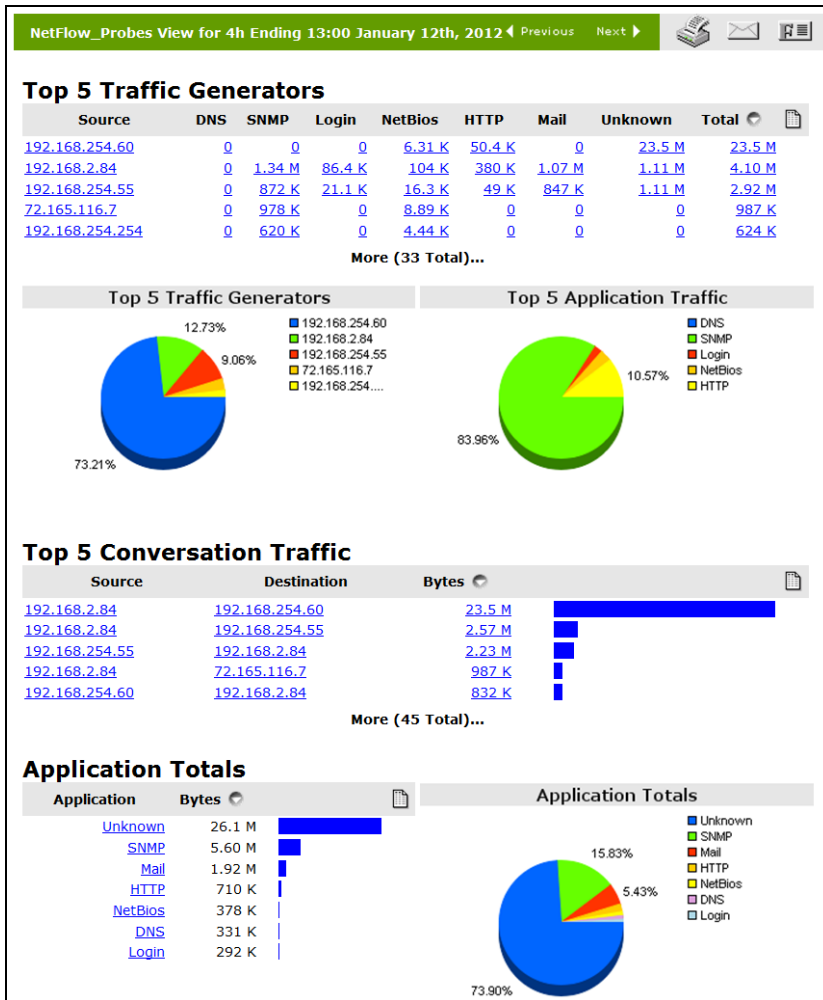 NetFlow_Probes View for 4h Ending 13:00 January 12th, 2012 Previous Next
Top 5 Traffic Generators
Source DNS SNMP Login NetBios HTTP Mail Unknown Total
192.168.254.60 0 0 0 6.31 K 50.4 K 0 23.5 M 23.5 M
192.168.2.84 0 1.34 M 86.4 K 104 K 380 K 1.07 M 1.11 M 4.10 M
192.168.254.55 0 872 K 21.1 K 16.3 K 49 K 847 K 1.11 M 2.92 M
72.165.116.7 0 978 K 0 8.89 K 0 0 0 987 K
192.168.254.254 0 620 K 0 4.44 K 0 0 0 624 K
More (33 Total)...
Top 5 Traffic Generators
12.73%
9.06%
73.21%
192.168.254.60
192.168.2.84
192.168.254.55
72.165.116.7
192.168.254....
Top 5 Application Traffic
10.57%
83.96%
DNS
SNMP
Login
NetBios
HTTP
Top 5 Conversation Traffic
Source Destination Bytes
192.168.2.84 192.168.254.60 23.5 M
192.168.2.84 192.168.254.55 2.57 M
192.168.254.55 192.168.2.84 2.23 M
192.168.2.84 72.165.116.7 987 K
192.168.254.60 192.168.2.84 832 K
More (45 Total)...
Application Totals
Application Bytes
Unknown 26.1 M
SNMP 5.60 M
Mail 1.92 M
HTTP 710 K
NetBios 378 K
DNS 331 K
Login 292 K
Application Totals
15.83%
5.43%
73.90%
Unknown
SNMP
Mail
HTTP
NetBios
DNS
Login